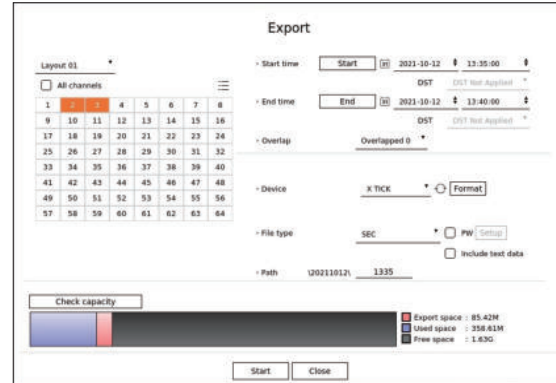 Export
Layout 01
All channels
1 2 3 4 5 6 7 8
9 10 11 12 13 14 15 16
17 18 19 20 21 22 23 24
25 26 27 28 29 30 31 32
33 34 35 36 37 38 39 40
41 42 43 44 45 46 47 48
49 50 51 52 53 54 55 56
57 58 59 60 61 62 63 64
Start time Start 2021-10-12 13:35:00
DST DST Not Applied
End time End 2021-10-12 13:40:00
DST DST Not Applied
Overlap Overlapped 0
Device X TICK Format
File type SEC PW Setup
Include text data
Path \20211012\ 1335
Check capacity
Export space : 85.42M
Used space : 358.61M
Free space : 1.63G
Start Close